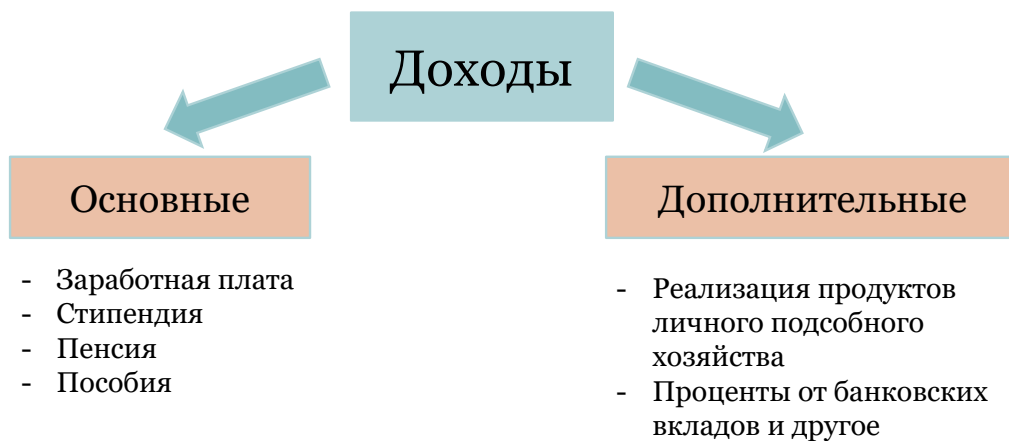 Доходы
Основные
- Заработная плата
- Стипендия
- Пенсия
- Пособия
Дополнительные
- Реализация продуктов
личного подсобного
хозяйства
- Проценты от банковских
вкладов и другое